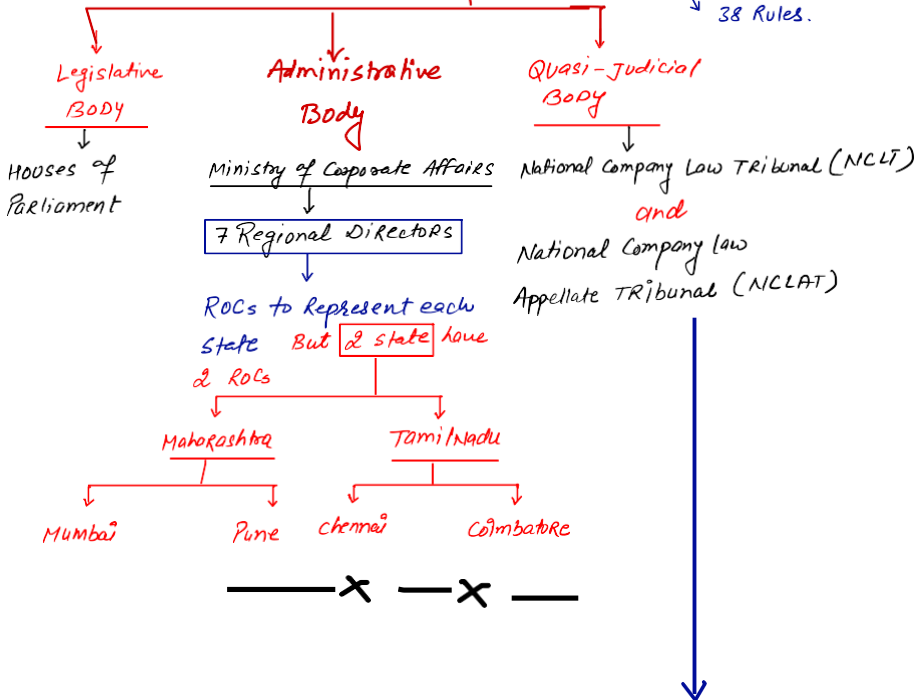 38 Rules.
Legislative
BODY
Administrative
Body
Quasi-Judicial
BODY
Houses of
Parliament
Ministry of Corporate Affairs
National Company Law Tribunal (NCLT)
and
National Company law
Appellate Tribunal (NCLAT)
7 Regional Directors
ROCs to Represent each
state But 2 state have
2 ROCs
Maharashtra
TamilNadu
Mumbai
Pune
Chennai
Coimbatore